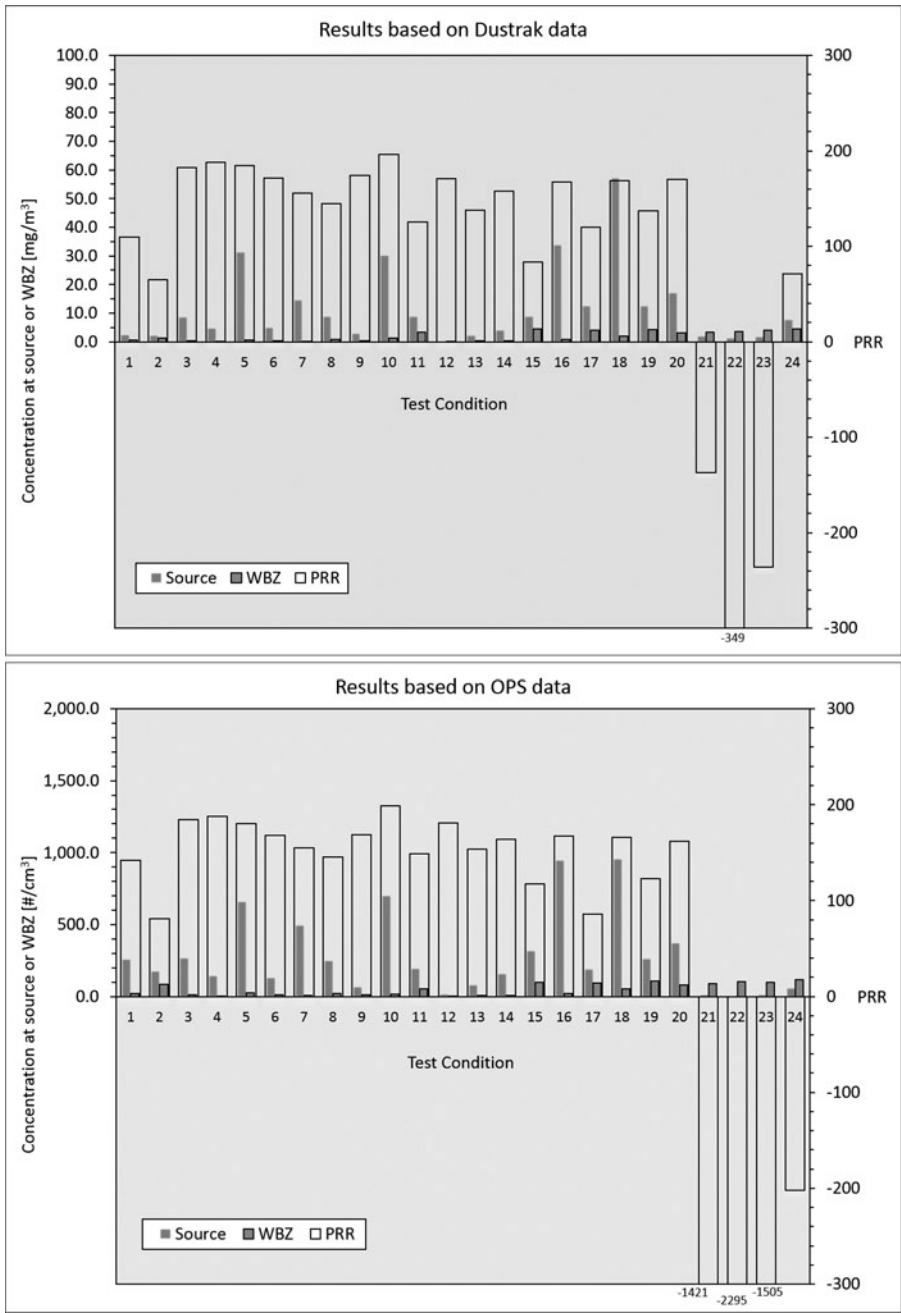 Results based on Dustrak data
Concentration at source or WBZ [mg/m³]
100.0
90.0
80.0
70.0
60.0
50.0
40.0
30.0
20.0
10.0
0.0
300
200
100
0
-100
-200
-300
PRR
1 2 3 4 5 6 7 8 9 10 11 12 13 14 15 16 17 18 19 20 21 22 23 24
Test Condition
Source WBZ PRR
-349
Results based on OPS data
Concentration at source or WBZ [#/cm³]
2,000.0
1,500.0
1,000.0
500.0
0.0
300
200
100
0
-100
-200
-300
PRR
1 2 3 4 5 6 7 8 9 10 11 12 13 14 15 16 17 18 19 20 21 22 23 24
Test Condition
Source WBZ PRR
-1421 -2295 -1505